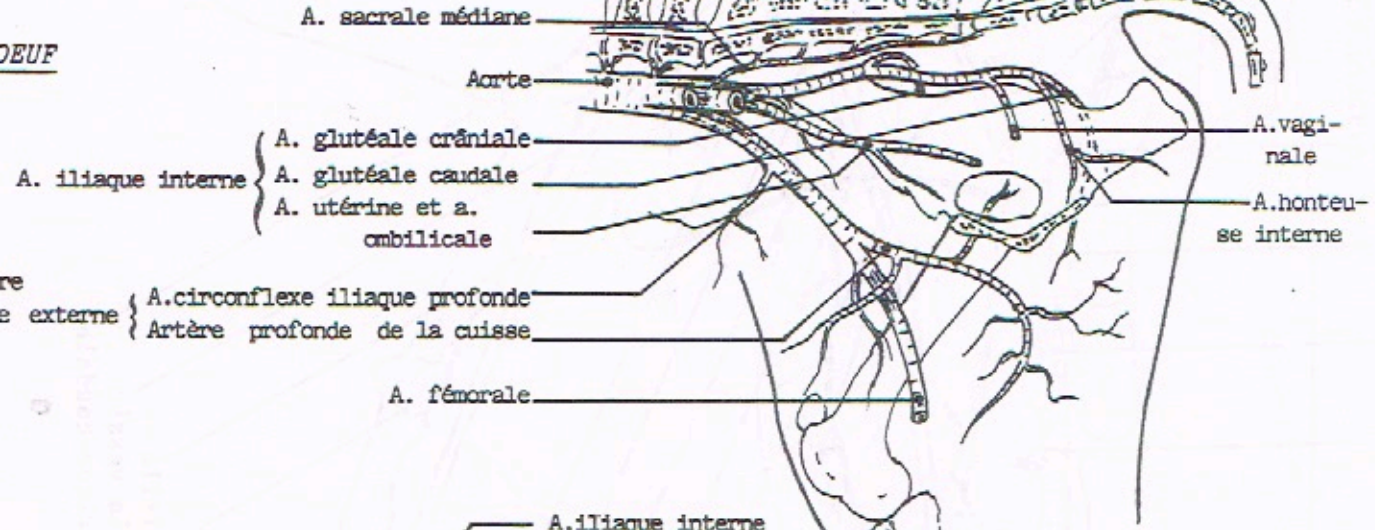 A. sacrale médiane
OEUF
Aorte
A. glutéale crâniale
A. iliaque interne
A. glutéale caudale
A. utérine et a.
ombilicale
A.vagi-
nale
A.honteu-
se interne
re
e externe
A.circonflexe iliaque profonde
Artère profonde de la cuisse
A. fémorale
A.iliaque interne